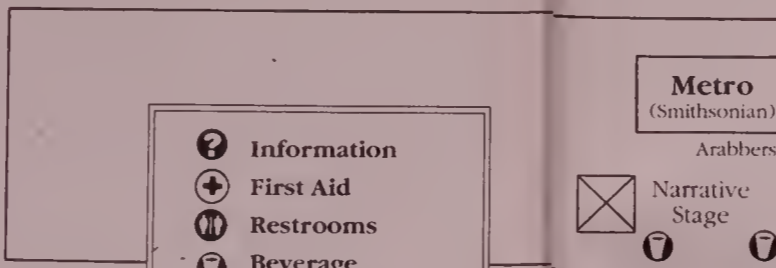 Information
First Aid
Restrooms
Beverage
Metro
(Smithsonian)
Arabbers
Narrative
Stage